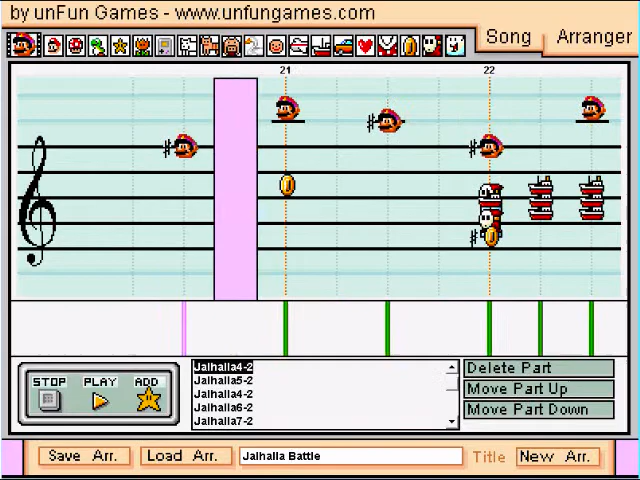 by unFun Games - www.unfungames.com
Song
Arranger
21
22
STOP PLAY ADD
Jalhalla4-2
Jalhalla5-2
Jalhalla4-2
Jalhalla6-2
Jalhalla7-2
Delete Part
Move Part Up
Move Part Down
Save Arr.
Load Arr.
Jalhalla Battle
Title
New Arr.